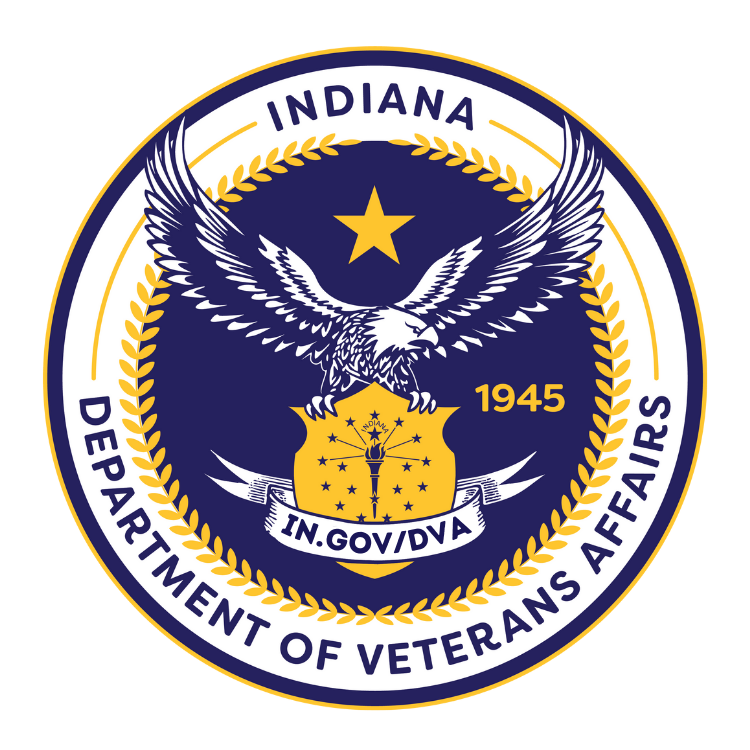 INDIANA
1945
INDIANA
IN.GOV/DVA
DEPARTMENT OF VETERANS AFFAIRS